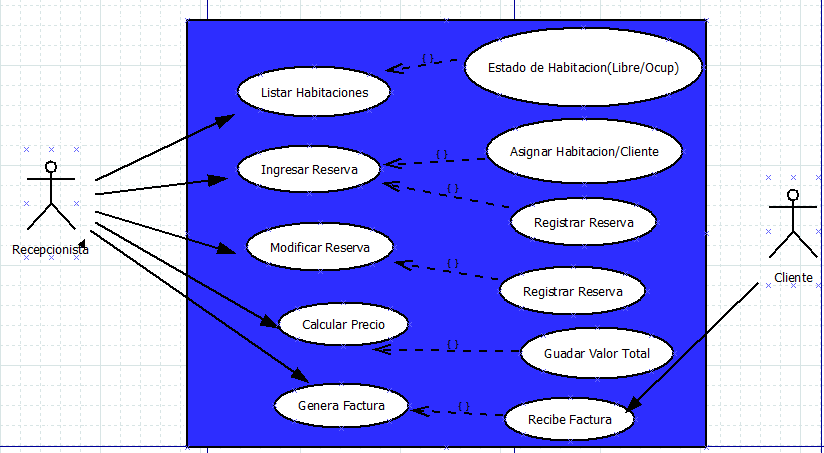 Estado de Habitacion(Libre/Ocup)
{ }
Listar Habitaciones
Asignar Habitacion/Cliente
{ }
Ingresar Reserva
{ }
Registrar Reserva
Recepcionista
Modificar Reserva
{ }
Cliente
Registrar Reserva
Calcular Precio
{ }
Guadar Valor Total
Genera Factura
{ }
Recibe Factura